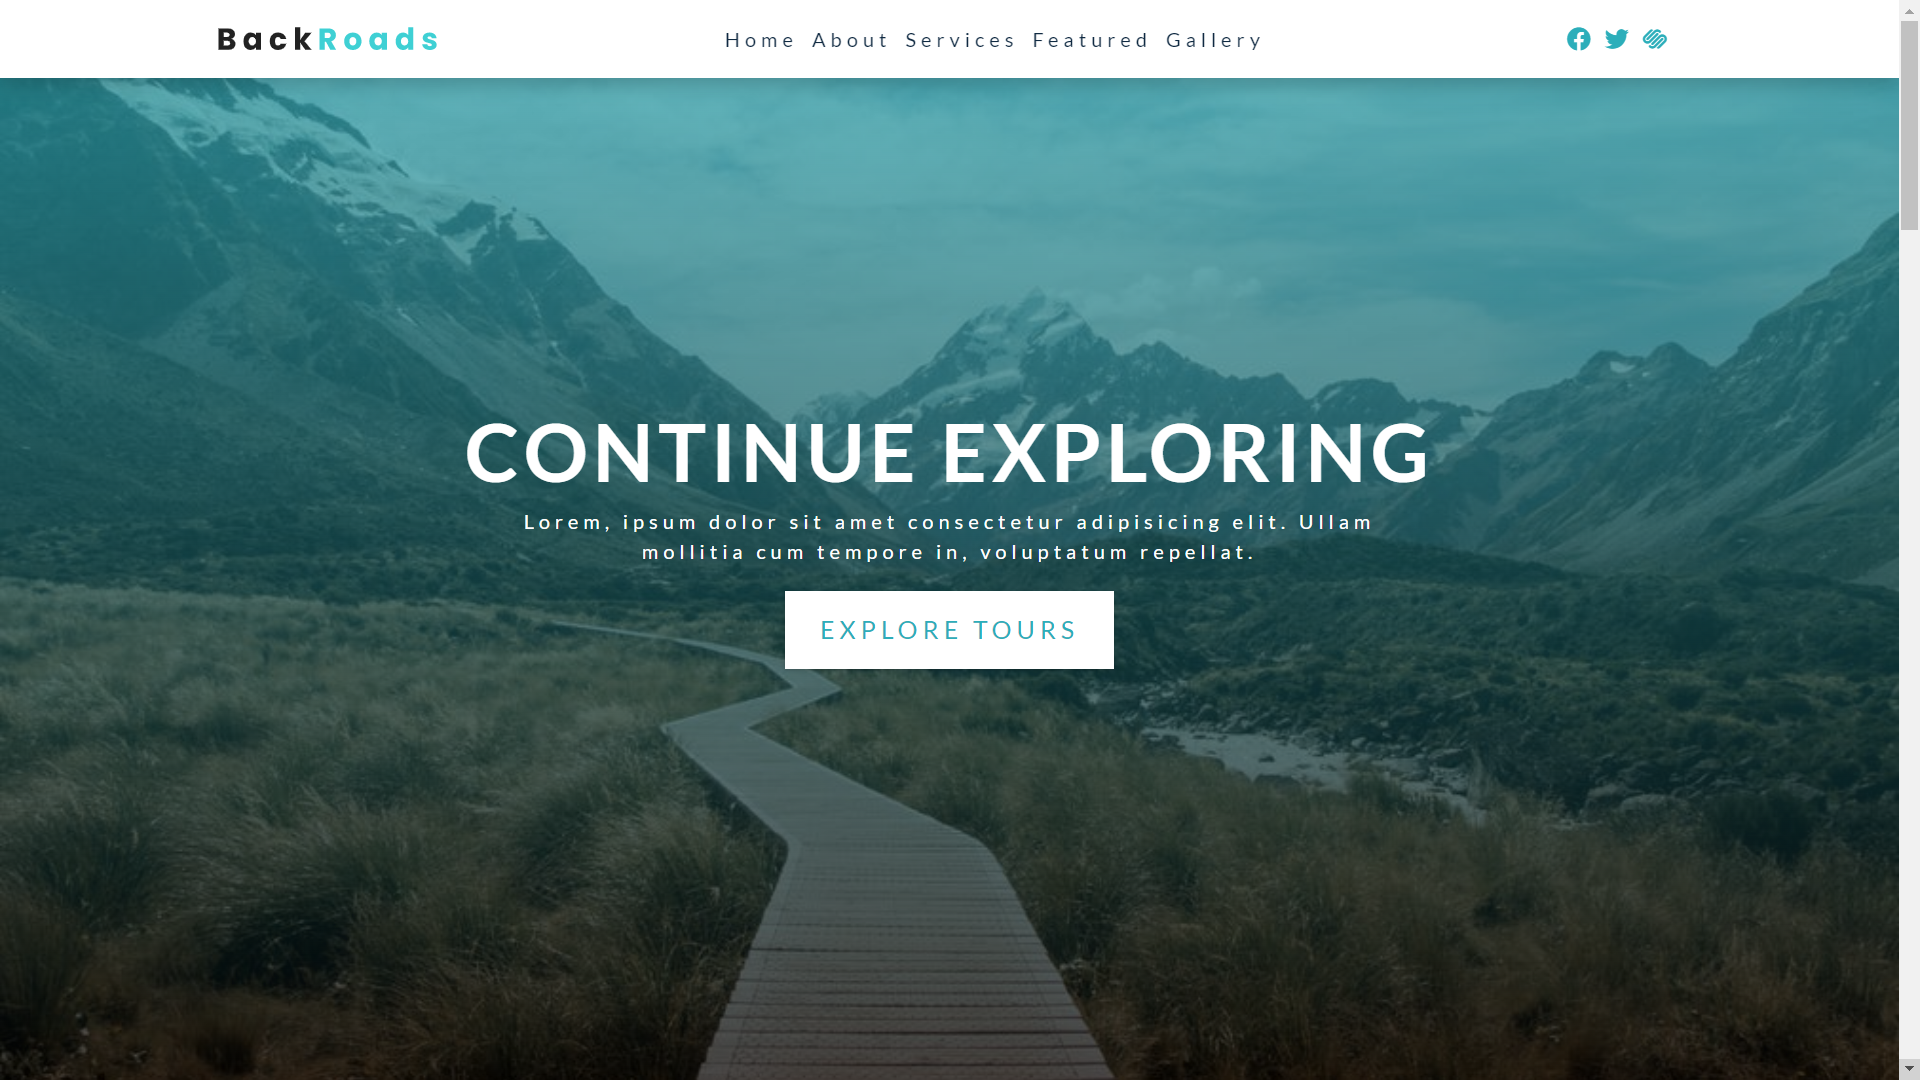 BackRoads
Home About Services Featured Gallery
CONTINUE EXPLORING
Lorem, ipsum dolor sit amet consectetur adipisicing elit. Ullam
mollitia cum tempore in, voluptatum repellat.
EXPLORE TOURS